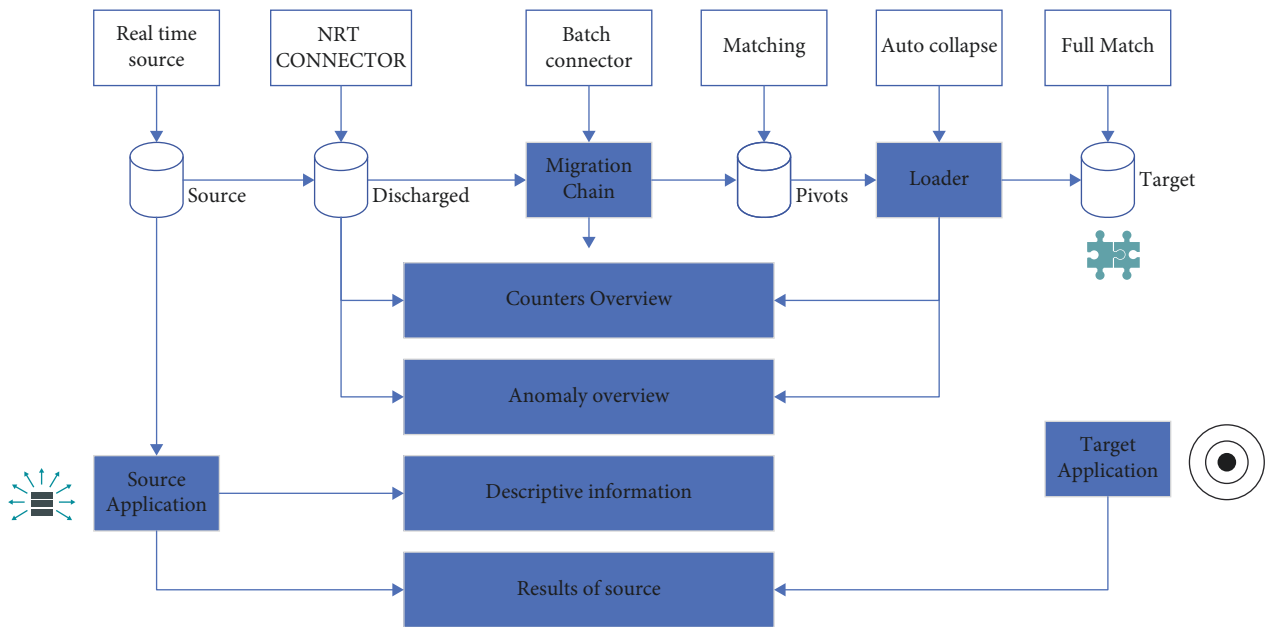 Real time
source
NRT
CONNECTOR
Batch
connector
Matching
Auto collapse
Full Match
Source
Discharged
Migration
Chain
Pivots
Loader
Target
Counters Overview
Anomaly overview
Source
Application
Descriptive information
Target
Application
Results of source